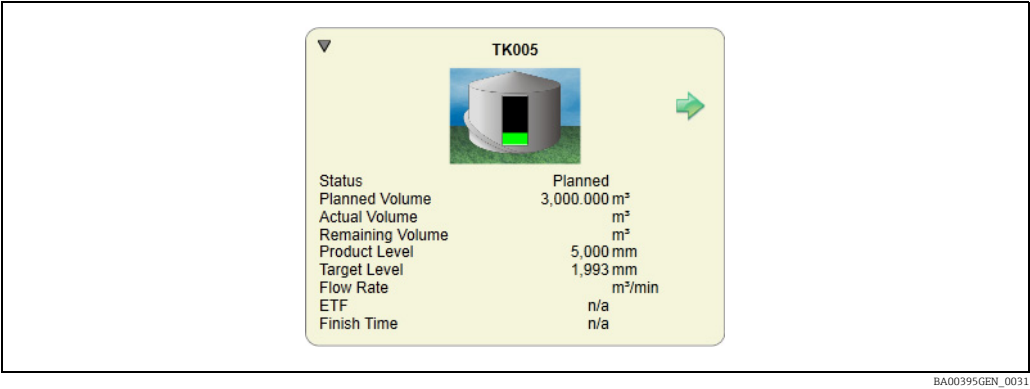 TK005
Status Planned
Planned Volume 3,000.000 m³
Actual Volume m³
Remaining Volume m³
Product Level 5,000 mm
Target Level 1,993 mm
Flow Rate m³/min
ETF n/a
Finish Time n/a
BA00395GEN_0031